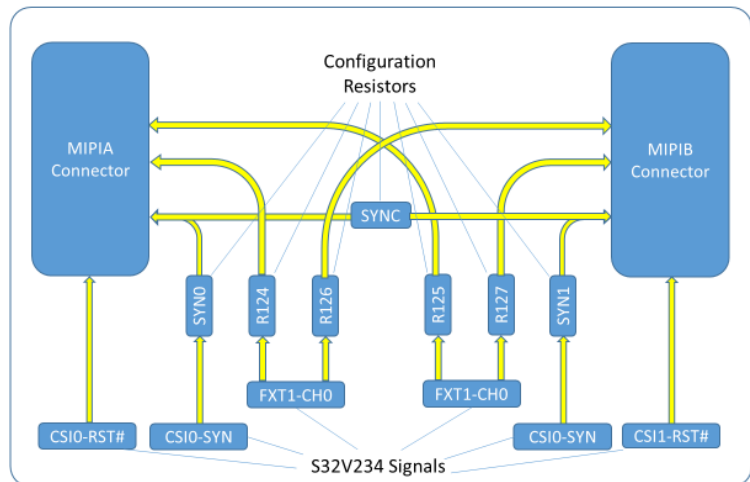 Configuration
Resistors
MIPIA
Connector
MIPIB
Connector
SYNC
SYN0
R124
R126
R125
R127
SYN1
FXT1-CH0
FXT1-CH0
CSI0-RST#
CSI0-SYN
CSI0-SYN
CSI1-RST#
S32V234 Signals